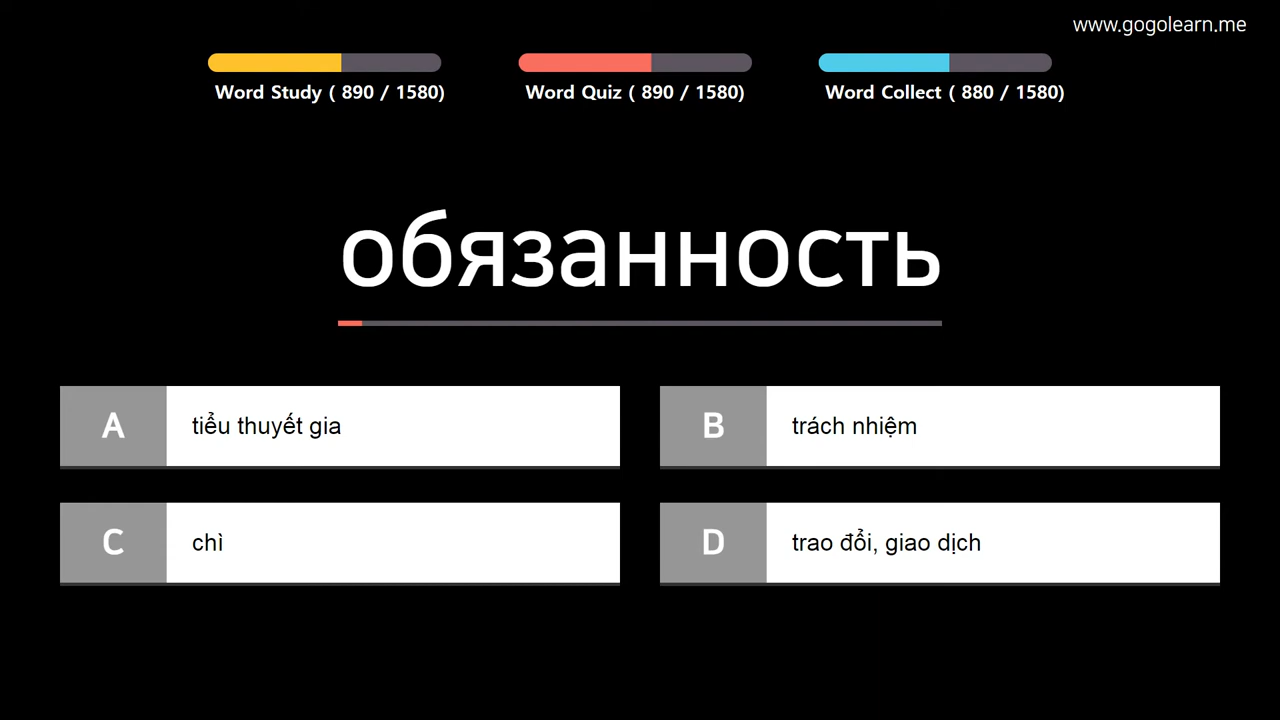 www.gogolearn.me
Word Study ( 890 / 1580)
Word Quiz ( 890 / 1580)
Word Collect ( 880 / 1580)
обязанность
A tiểu thuyết gia
B trách nhiệm
C chì
D trao đổi, giao dịch